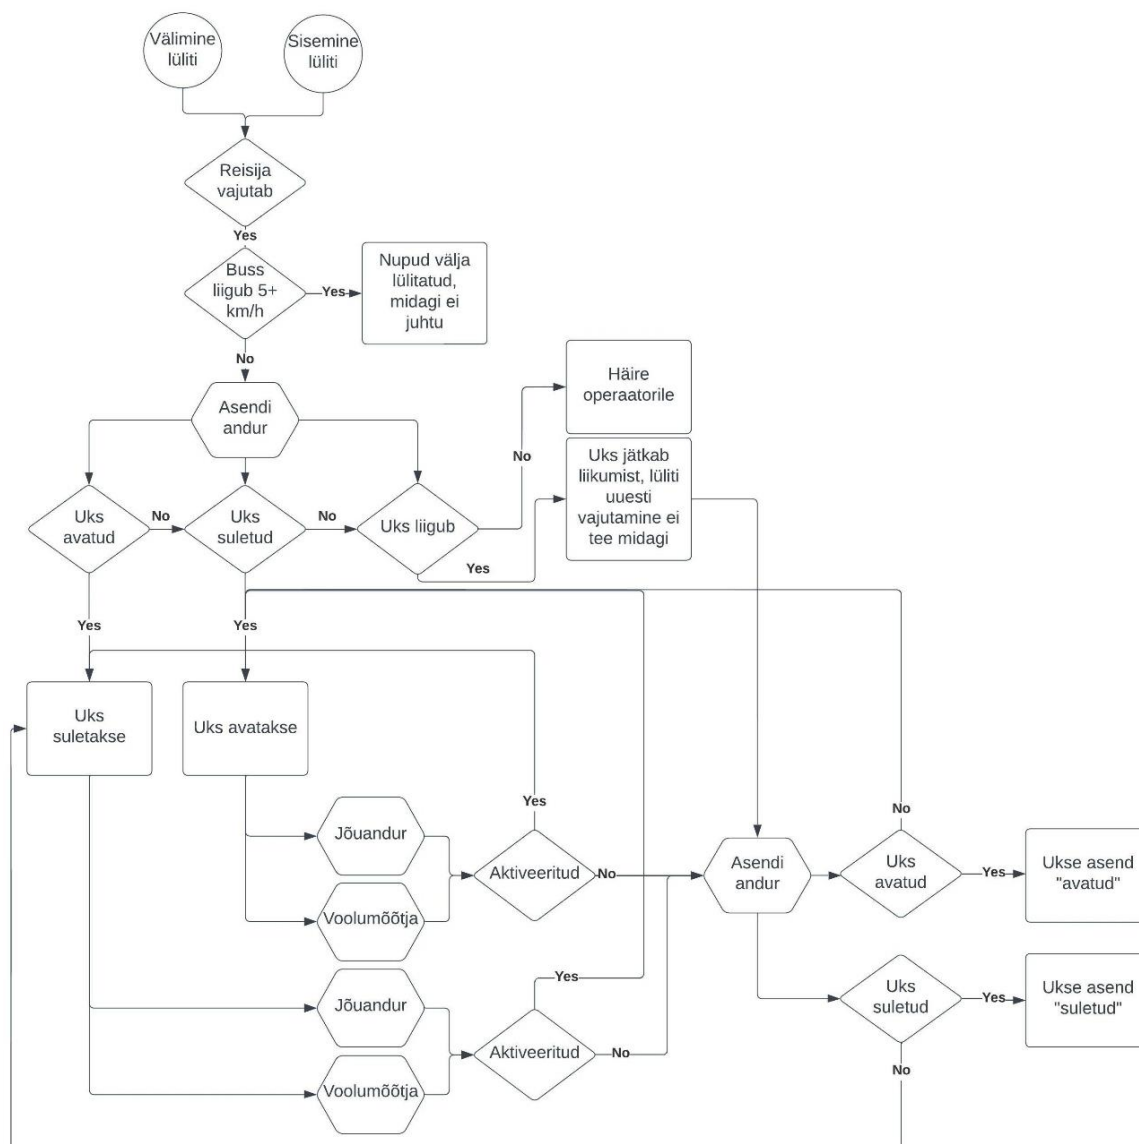 Välimine
lüliti
Sisemine
lüliti
Reisija
vajutab
Yes
Buss
liigub 5+
km/h
Yes
Nupud välja
lülitatud,
midagi ei
juhtu
No
Asendi
andur
Häire
operaatorile
No
Uks jätkab
liikumist, lüliti
uuesti
vajutamine ei
tee midagi
Uks
avatud
No
Uks
suletud
No
Uks liigub
Yes
Yes
Yes
Uks
suletakse
Uks avatakse
Yes
No
Jõuandur
Voolumõõtja
Aktiveeritud
No
Asendi
andur
Uks
avatud
Yes
Ukse asend
"avatud"
Jõuandur
Voolumõõtja
Yes
Aktiveeritud
No
Uks
suletud
Yes
Ukse asend
"suletud"
No